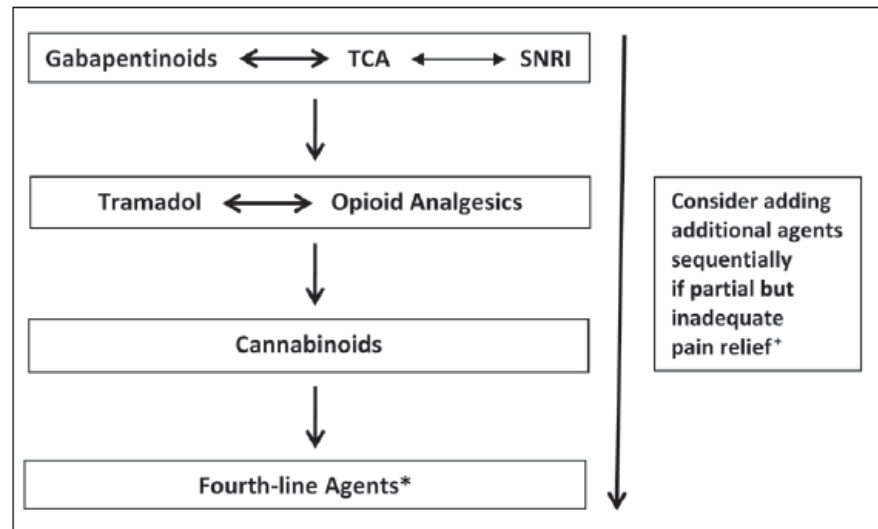 Gabapentinoids TCA SNRI
Tramadol Opioid Analgesics
Cannabinoids
Fourth-line Agents*
Consider adding
additional agents
sequentially
if partial but
inadequate
pain relief⁺